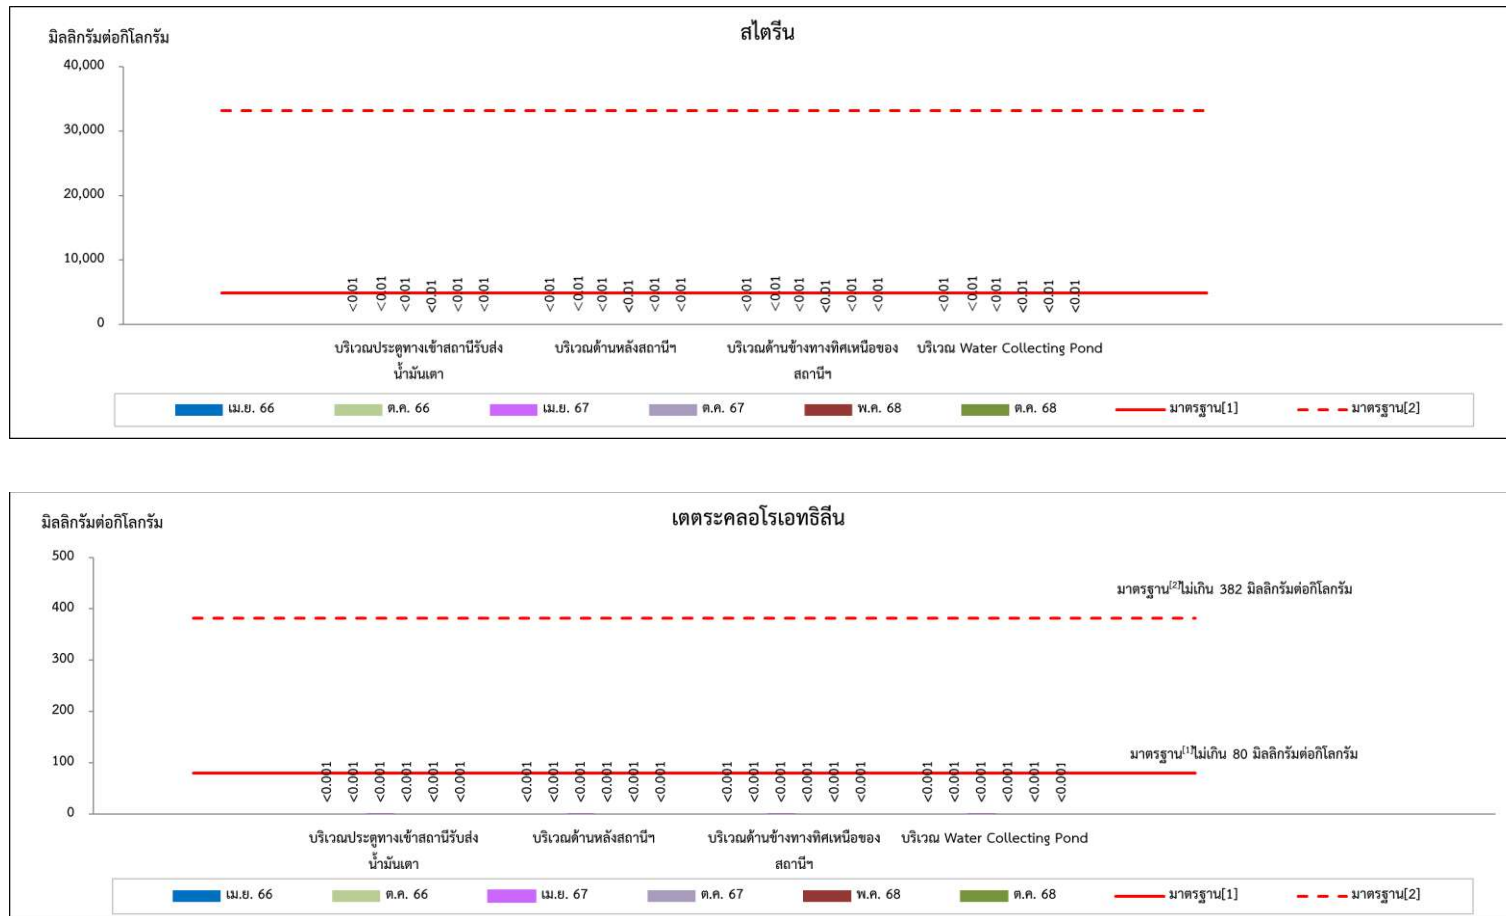 สไตรีน
มิลลิกรัมต่อกิโลกรัม
40,000
30,000
20,000
10,000
0
<0.01 <0.01 <0.01 <0.01 <0.01 <0.01 <0.01 <0.01 <0.01 <0.01 <0.01 <0.01 <0.01 <0.01 <0.01 <0.01 <0.01 <0.01 <0.01 <0.01 <0.01 <0.01 <0.01 <0.01
บริเวณประตูทางเข้าสถานีรับส่ง บริเวณด้านหลังสถานีฯ บริเวณด้านข้างทางทิศเหนือของ บริเวณ Water Collecting Pond
น้ำมันเตา สถานีฯ
เม.ย. 66 ต.ค. 66 เม.ย. 67 ต.ค. 67 พ.ค. 68 ต.ค. 68 มาตรฐาน[1] มาตรฐาน[2]
เตตระคลอโรเอทธิลีน
มิลลิกรัมต่อกิโลกรัม
500
มาตรฐาน[2]ไม่เกิน 382 มิลลิกรัมต่อกิโลกรัม
400
300
200
100
มาตรฐาน[1]ไม่เกิน 80 มิลลิกรัมต่อกิโลกรัม
0
<0.001 <0.001 <0.001 <0.001 <0.001 <0.001 <0.001 <0.001 <0.001 <0.001 <0.001 <0.001 <0.001 <0.001 <0.001 <0.001 <0.001 <0.001 <0.001 <0.001 <0.001 <0.001 <0.001 <0.001
บริเวณประตูทางเข้าสถานีรับส่ง บริเวณด้านหลังสถานีฯ บริเวณด้านข้างทางทิศเหนือของ บริเวณ Water Collecting Pond
น้ำมันเตา สถานีฯ
เม.ย. 66 ต.ค. 66 เม.ย. 67 ต.ค. 67 พ.ค. 68 ต.ค. 68 มาตรฐาน[1] มาตรฐาน[2]